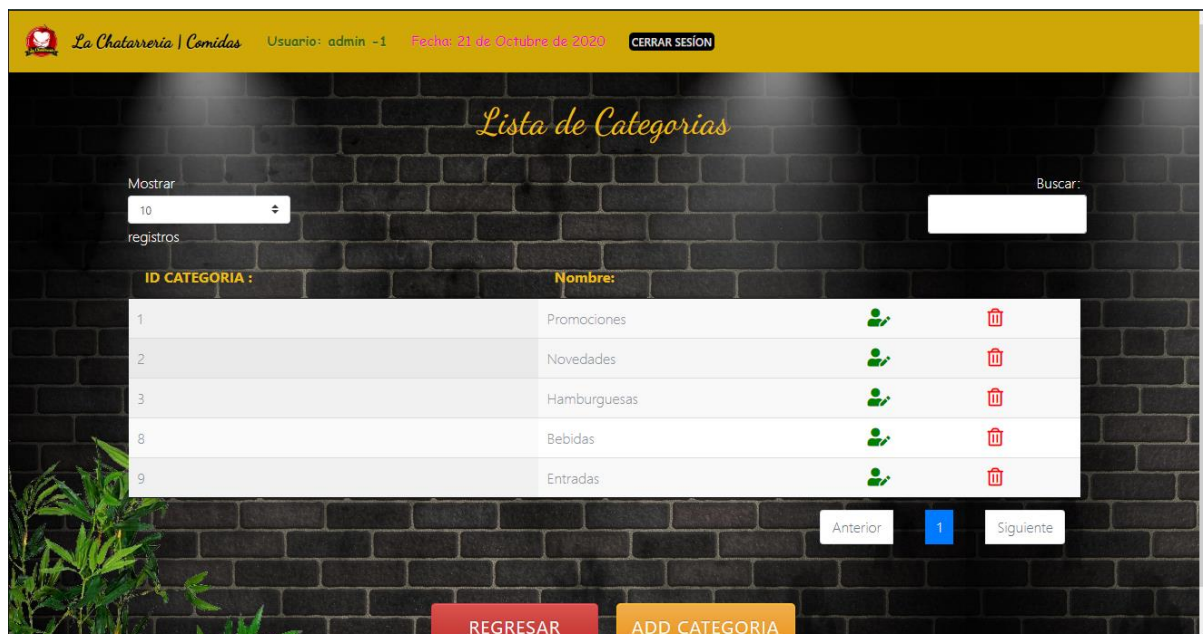 La Chatarreria | Comidas Usuario: admin -1 Fecha: 21 de Octubre de 2020 CERRAR SESÍON
Lista de Categorias
Mostrar
10
registros
Buscar:
ID CATEGORIA : Nombre:
1 Promociones
2 Novedades
3 Hamburguesas
8 Bebidas
9 Entradas
Anterior 1 Siguiente
REGRESAR ADD CATEGORIA